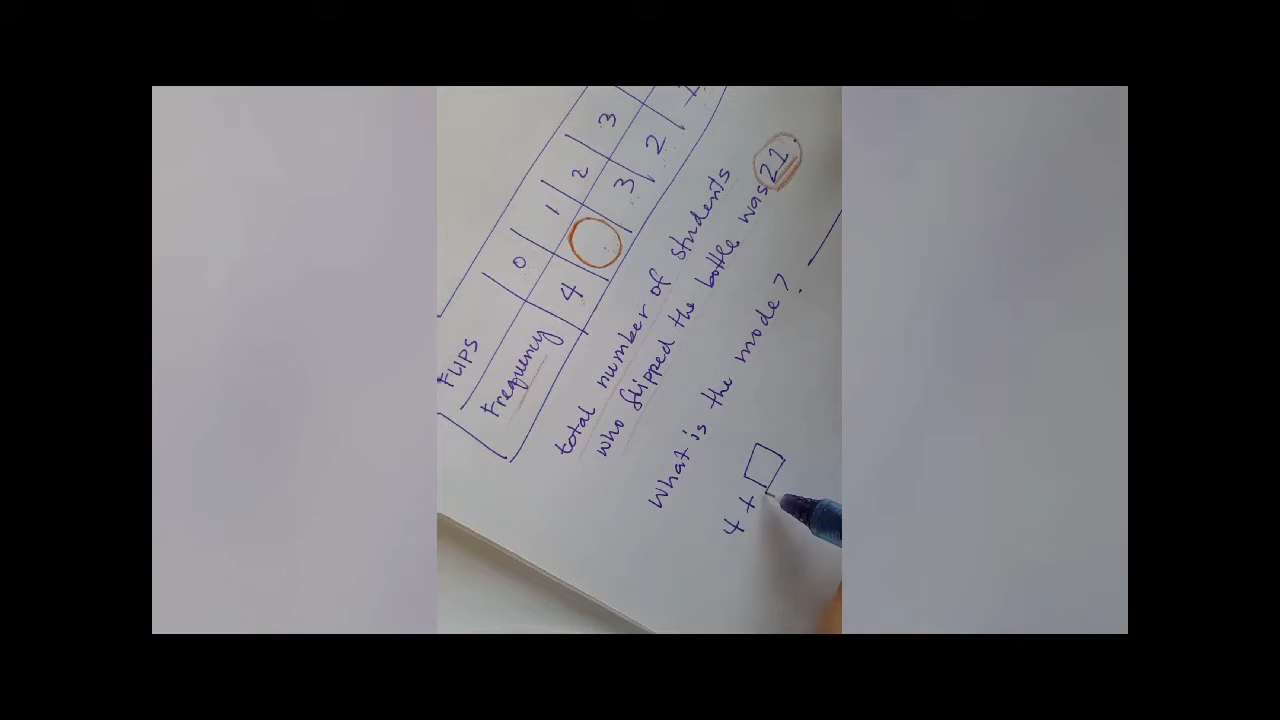 FLIPS 0 1 2 3
Frequency 4 3 2
total number of students
who flipped the bottle was 21
What is the mode?
4 +